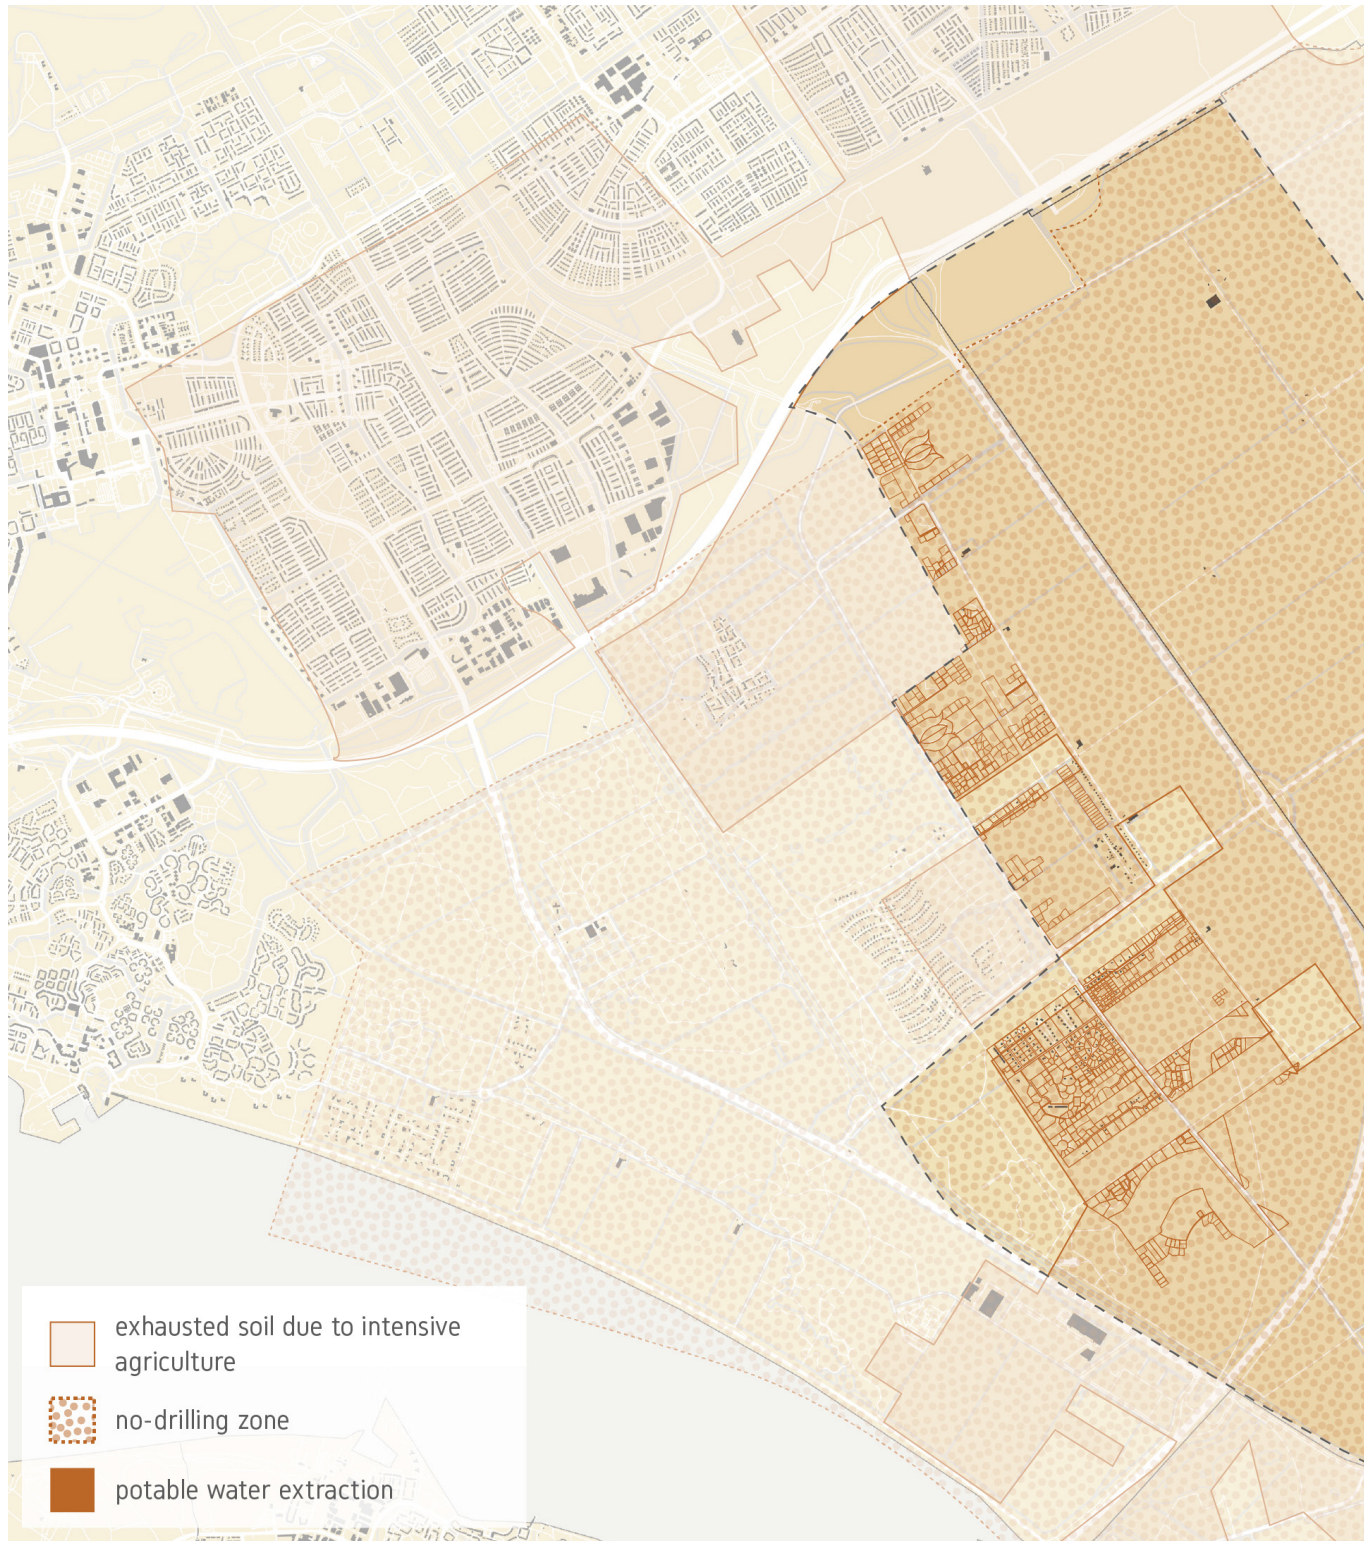 exhausted soil due to intensive
agriculture
no-drilling zone
potable water extraction